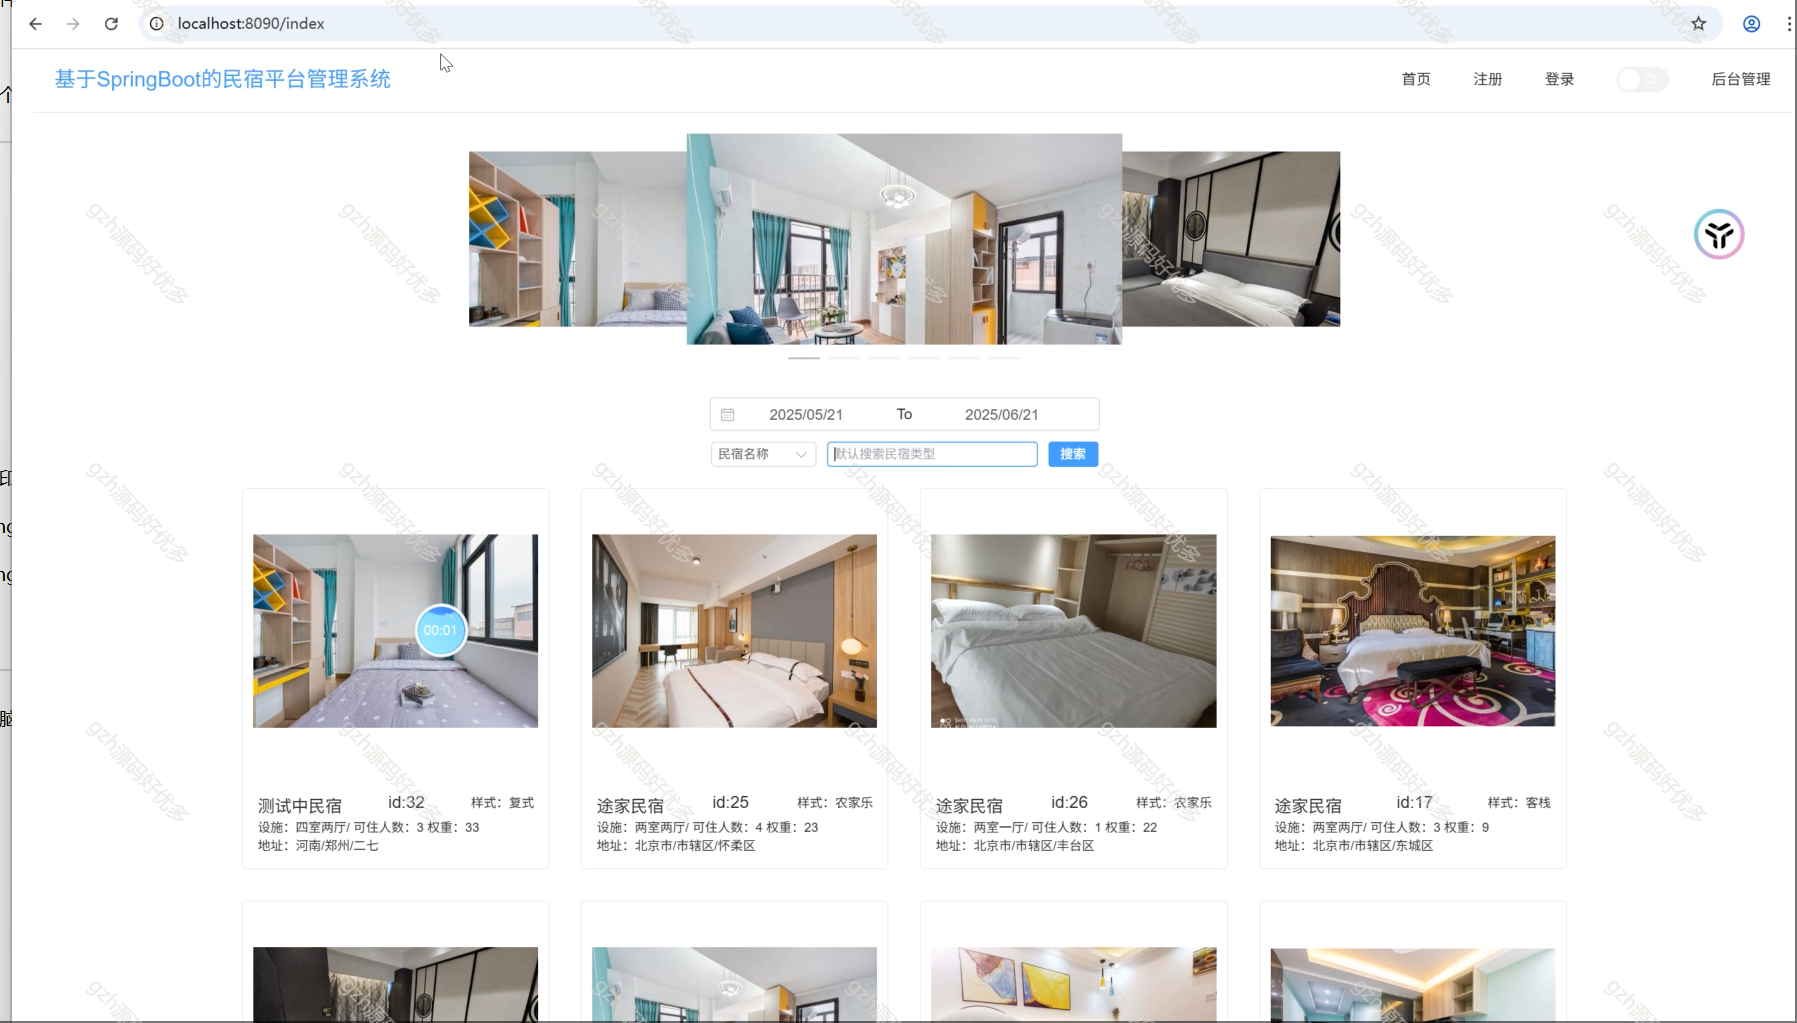 localhost:8090/index
基于SpringBoot的民宿平台管理系统
首页
注册
登录
后台管理
2025/05/21 To 2025/06/21
民宿名称
默认搜索民宿类型
搜索
00:01
测试中民宿 id:32 样式：复式
设施：四室两厅/ 可住人数：3 权重：33
地址：河南/郑州/二七
途家民宿 id:25 样式：农家乐
设施：两室两厅/ 可住人数：4 权重：23
地址：北京市/市辖区/怀柔区
途家民宿 id:26 样式：农家乐
设施：两室一厅/ 可住人数：1 权重：22
地址：北京市/市辖区/丰台区
途家民宿 id:17 样式：客栈
设施：两室两厅/ 可住人数：3 权重：9
地址：北京市/市辖区/东城区
gzh源码好优多